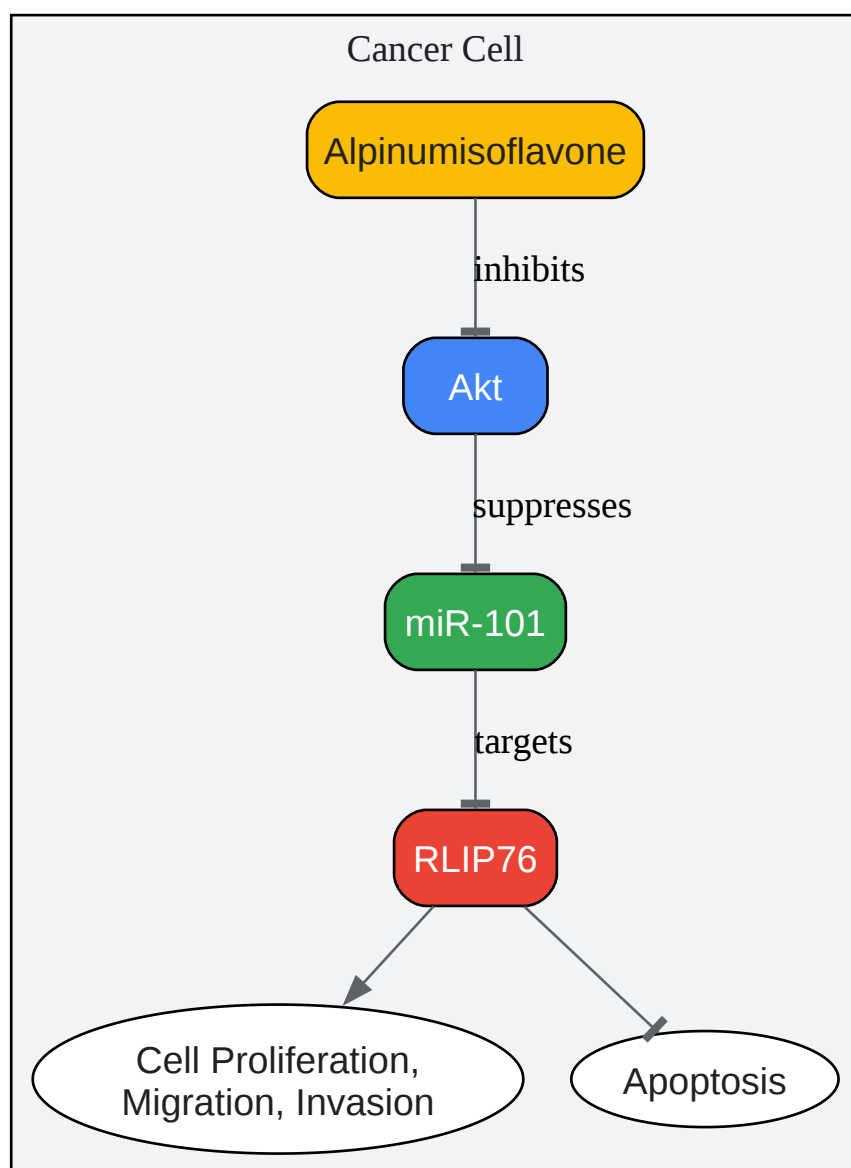 Cancer Cell
Alpinumisoflavone
inhibits
Akt
suppresses
miR-101
targets
RLIP76
Cell Proliferation,
Migration, Invasion
Apoptosis